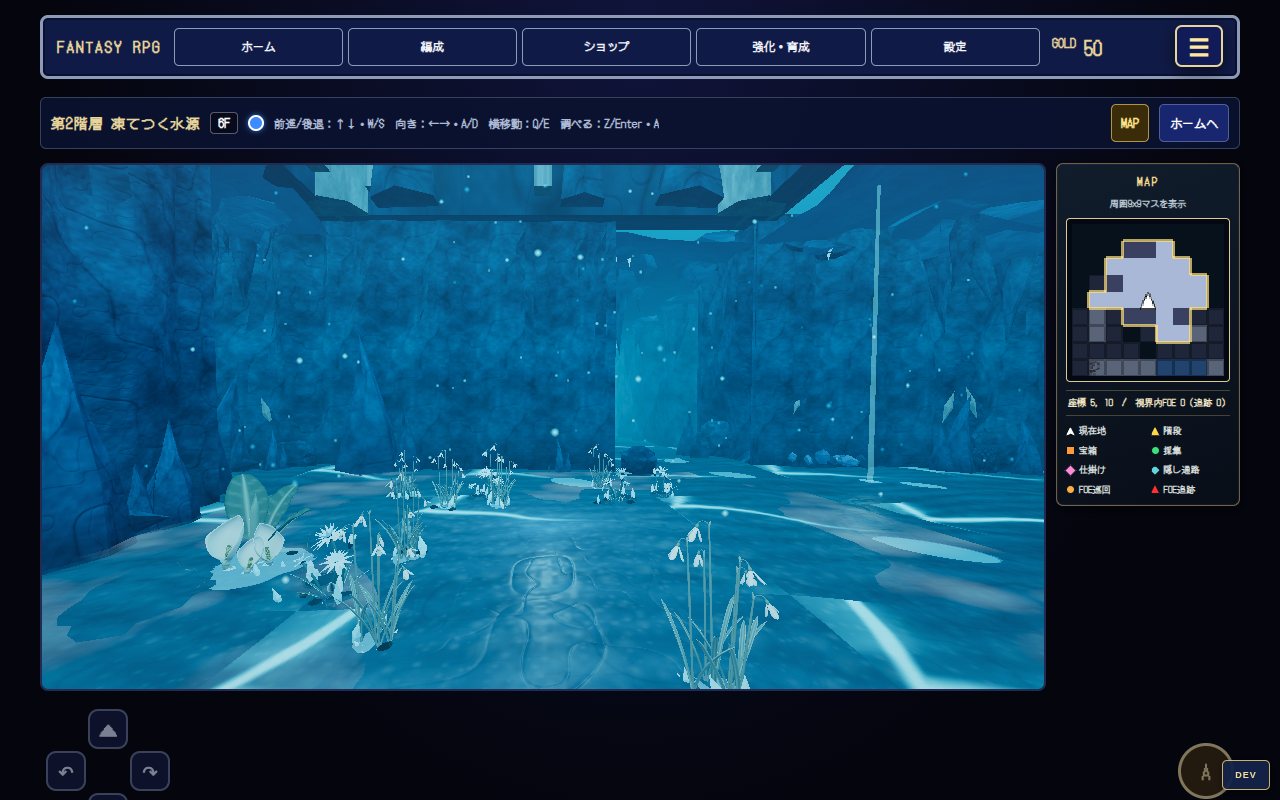 FANTASY RPG
ホーム
編成
ショップ
強化・育成
設定
GOLD 50
第2階層 凍てつく水源
6F
前進/後退：↑↓・W/S 向き：←→・A/D 横移動：Q/E 調べる：Z/Enter・A
MAP
ホームへ
MAP
周囲9x9マスを表示
座標 5, 10 / 視界内FOE 0（追跡 0）
現在地
階段
宝箱
採集
仕掛け
隠し通路
FOE巡回
FOE追跡
A
DEV